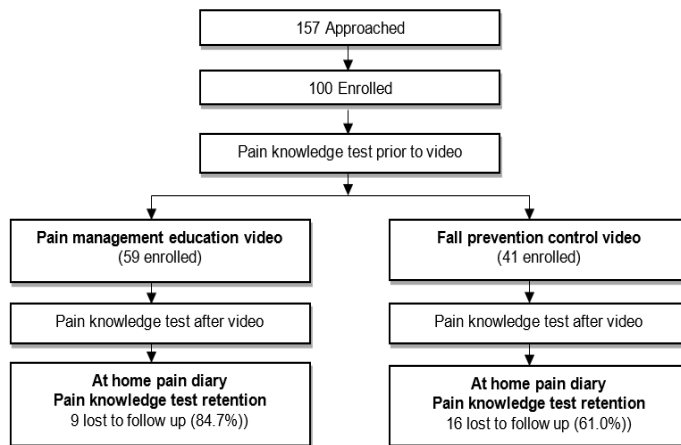 157 Approached
100 Enrolled
Pain knowledge test prior to video
Pain management education video
(59 enrolled)
Fall prevention control video
(41 enrolled)
Pain knowledge test after video
Pain knowledge test after video
At home pain diary
Pain knowledge test retention
9 lost to follow up (84.7%))
At home pain diary
Pain knowledge test retention
16 lost to follow up (61.0%))